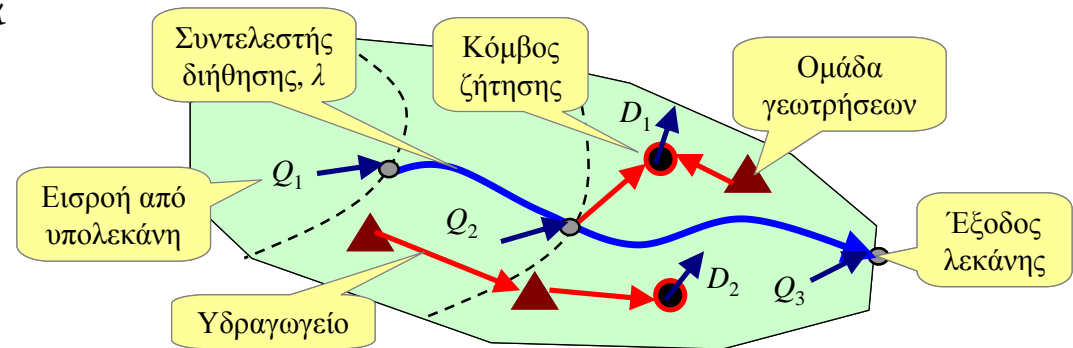 Συντελεστής
διήθησης, λ
Κόμβος
ζήτησης
Ομάδα
γεωτρήσεων
D1
Q1
Εισροή από
υπολεκάνη
Q2
Έξοδος
λεκάνης
D2
Q3
Υδραγωγείο